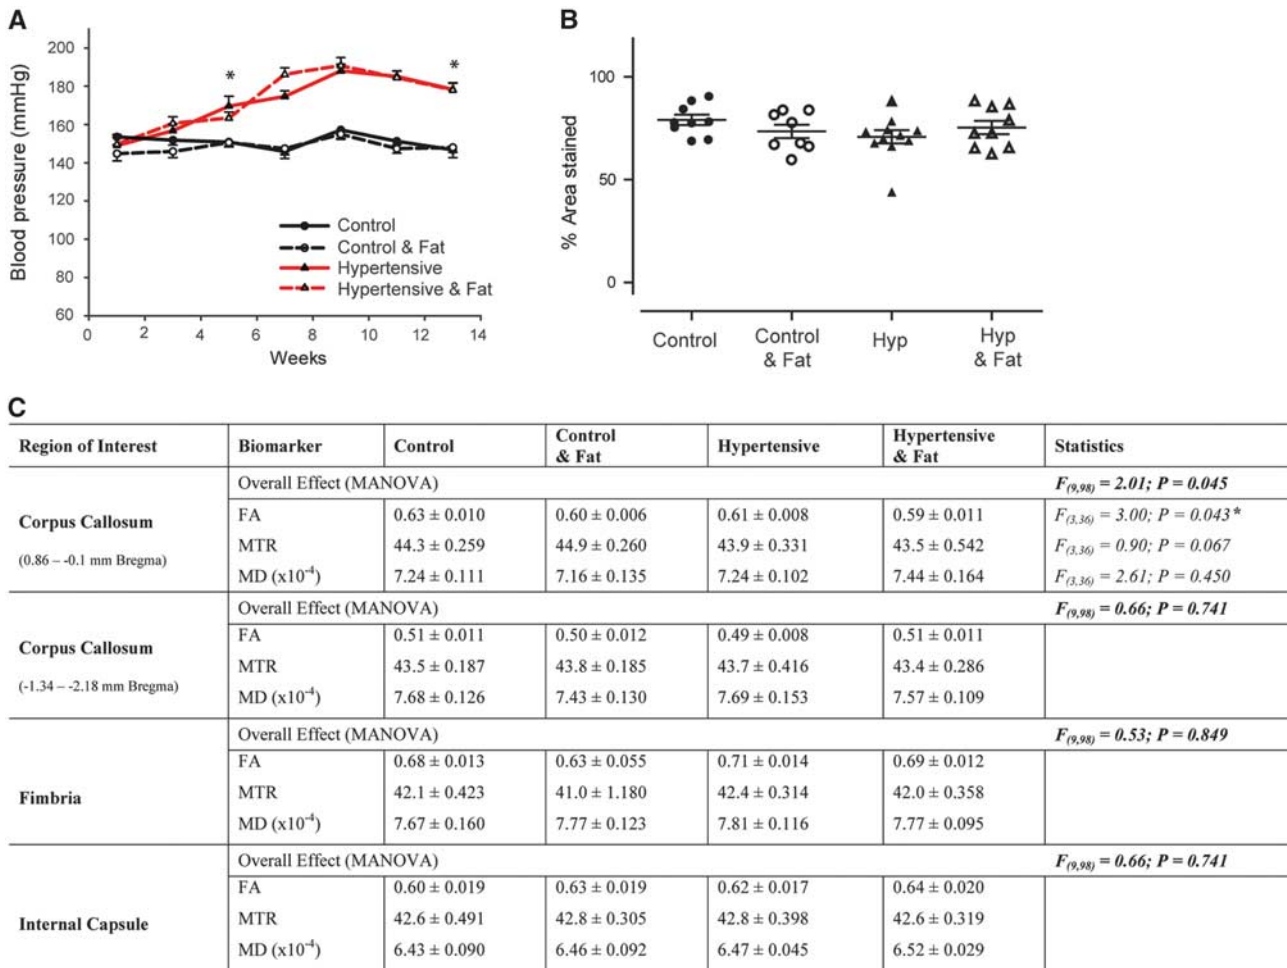 A
Blood pressure (mmHg)
200
180
160
140
120
100
80
60
*
*
Control
Control & Fat
Hypertensive
Hypertensive & Fat
0 2 4 6 8 10 12 14
Weeks
B
% Area stained
100
50
0
Control
Control & Fat
Hyp
Hyp & Fat
C
Region of Interest Biomarker Control Control & Fat Hypertensive Hypertensive & Fat Statistics
Corpus Callosum
(0.86 – -0.1 mm Bregma)
Overall Effect (MANOVA) F(9,98) = 2.01; P = 0.045
FA 0.63 ± 0.010 0.60 ± 0.006 0.61 ± 0.008 0.59 ± 0.011 F(3,36) = 3.00; P = 0.043*
MTR 44.3 ± 0.259 44.9 ± 0.260 43.9 ± 0.331 43.5 ± 0.542 F(3,36) = 0.90; P = 0.067
MD (x10-4) 7.24 ± 0.111 7.16 ± 0.135 7.24 ± 0.102 7.44 ± 0.164 F(3,36) = 2.61; P = 0.450
Corpus Callosum
(-1.34 – -2.18 mm Bregma)
Overall Effect (MANOVA) F(9,98) = 0.66; P = 0.741
FA 0.51 ± 0.011 0.50 ± 0.012 0.49 ± 0.008 0.51 ± 0.011
MTR 43.5 ± 0.187 43.8 ± 0.185 43.7 ± 0.416 43.4 ± 0.286
MD (x10-4) 7.68 ± 0.126 7.43 ± 0.130 7.69 ± 0.153 7.57 ± 0.109
Fimbria
Overall Effect (MANOVA) F(9,98) = 0.53; P = 0.849
FA 0.68 ± 0.013 0.63 ± 0.055 0.71 ± 0.014 0.69 ± 0.012
MTR 42.1 ± 0.423 41.0 ± 1.180 42.4 ± 0.314 42.0 ± 0.358
MD (x10-4) 7.67 ± 0.160 7.77 ± 0.123 7.81 ± 0.116 7.77 ± 0.095
Internal Capsule
Overall Effect (MANOVA) F(9,98) = 0.66; P = 0.741
FA 0.60 ± 0.019 0.63 ± 0.019 0.62 ± 0.017 0.64 ± 0.020
MTR 42.6 ± 0.491 42.8 ± 0.305 42.8 ± 0.398 42.6 ± 0.319
MD (x10-4) 6.43 ± 0.090 6.46 ± 0.092 6.47 ± 0.045 6.52 ± 0.029